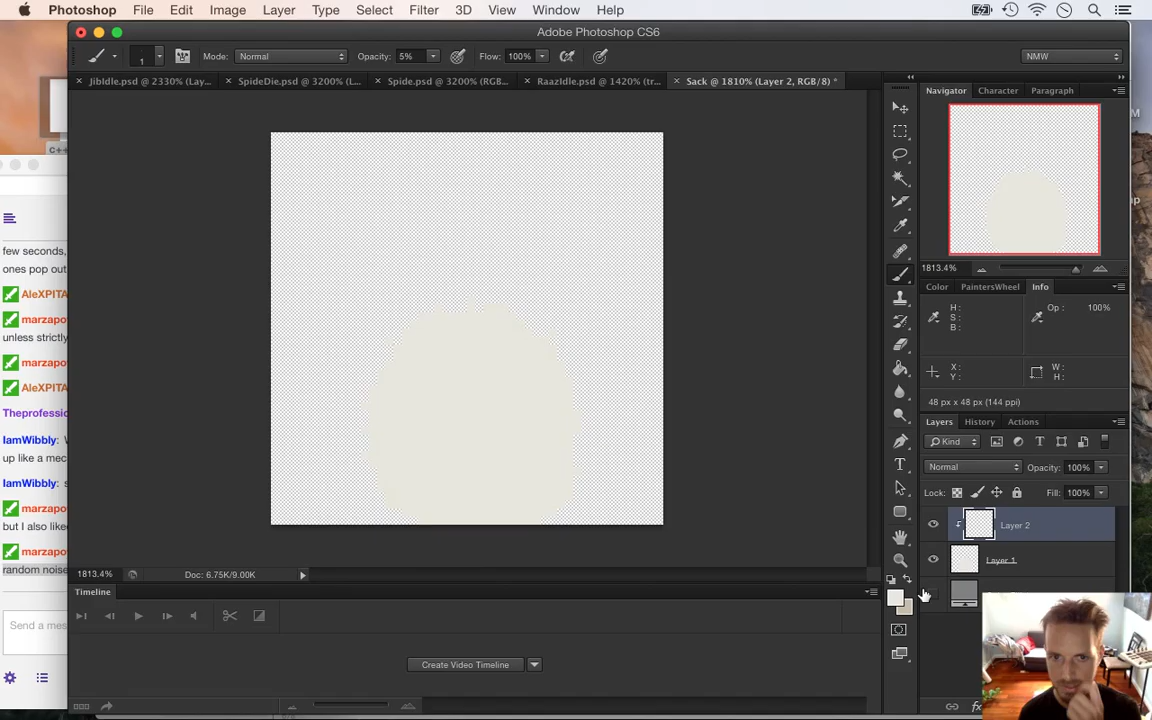 Photoshop File Edit Image Layer Type Select Filter 3D View Window Help
Adobe Photoshop CS6
1 Mode: Normal Opacity: 5% Flow: 100% NMW
JibIdle.psd @ 2330% (Lay... SpideDie.psd @ 3200% (L... Spide.psd @ 3200% (RGB... RaazIdle.psd @ 1420% (tr... Sack @ 1810% (Layer 2, RGB/8) *
Navigator Character Paragraph
C++
few seconds,
ones pop out
AleXPITA
marzapo
unless strictly
marzapo
AleXPITA
Theprofessio
IamWibbly:
up like a mec
IamWibbly: s
marzapo
but I also liked
marzapo
random noise
Send a mes
1813.4%
Color PaintersWheel Info
H:
S:
B:
Op: 100%
X:
Y:
W:
H:
48 px x 48 px (144 ppi)
Layers History Actions
Kind
Normal Opacity: 100%
Lock: Fill: 100%
Layer 2
Layer 1
fx
1813.4% Doc: 6.75K/9.00K
Timeline
Create Video Timeline